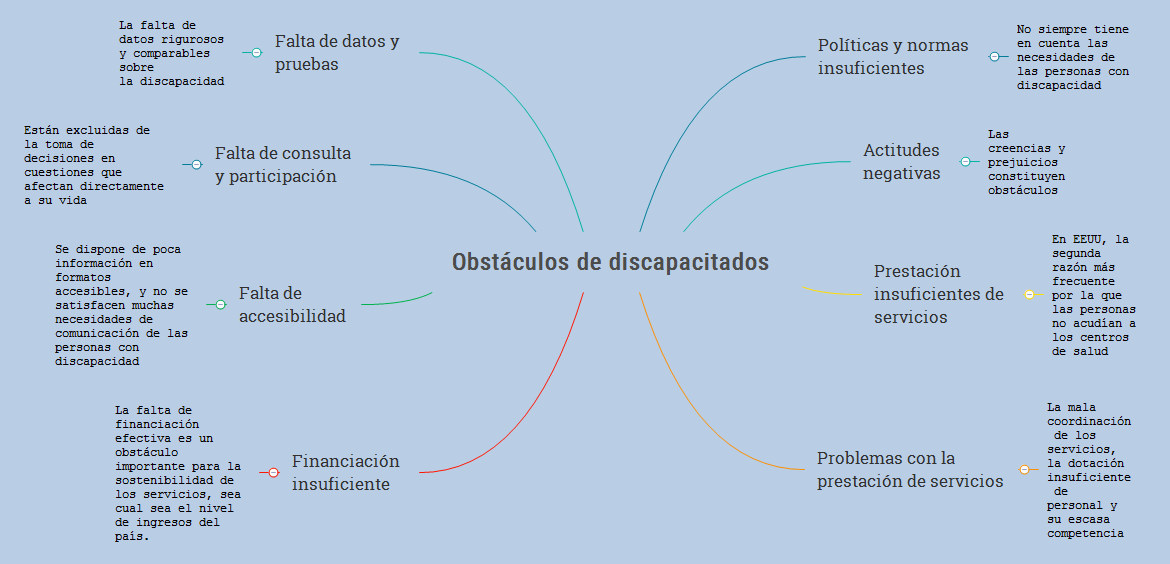 Obstáculos de discapacitados
Falta de datos y
pruebas
La falta de
datos rigurosos
y comparables
sobre
la discapacidad
Falta de consulta
y participación
Están excluidas de
la toma de
decisiones en
cuestiones que
afectan directamente
a su vida
Falta de
accesibilidad
Se dispone de poca
información en
formatos
accesibles, y no se
satisfacen muchas
necesidades de
comunicación de las
personas con
discapacidad
Financiación
insuficiente
La falta de
financiación
efectiva es un
obstáculo
importante para la
sostenibilidad de
los servicios, sea
cual sea el nivel
de ingresos del
país.
Políticas y normas
insuficientes
No siempre tiene
en cuenta las
necesidades de
las personas con
discapacidad
Actitudes
negativas
Las
creencias y
prejuicios
constituyen
obstáculos
Prestación
insuficientes de
servicios
En EEUU, la
segunda
razón más
frecuente
por la que
las personas
no acudían a
los centros
de salud
Problemas con la
prestación de servicios
La mala
coordinación
de los
servicios,
la dotación
insuficiente
de
personal y
su escasa
competencia